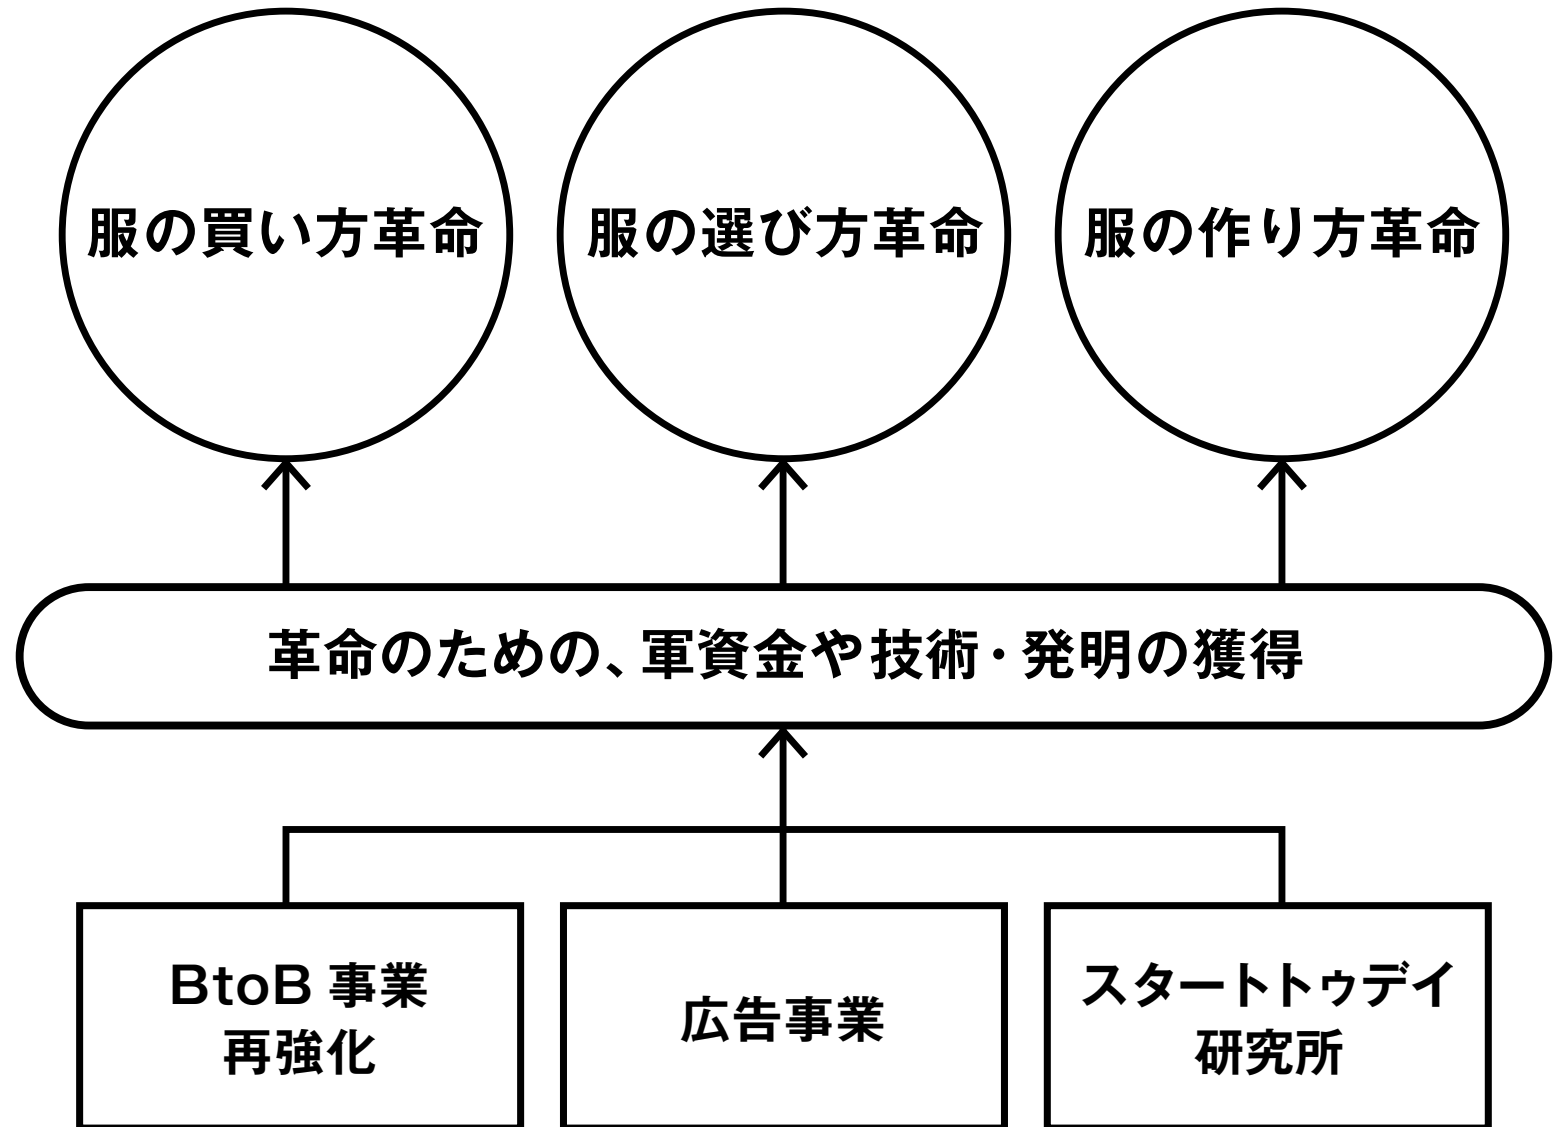 服の買い方革命
服の選び方革命
服の作り方革命
革命のための、軍資金や技術・発明の獲得
BtoB 事業
再強化
広告事業
スタートトゥデイ
研究所